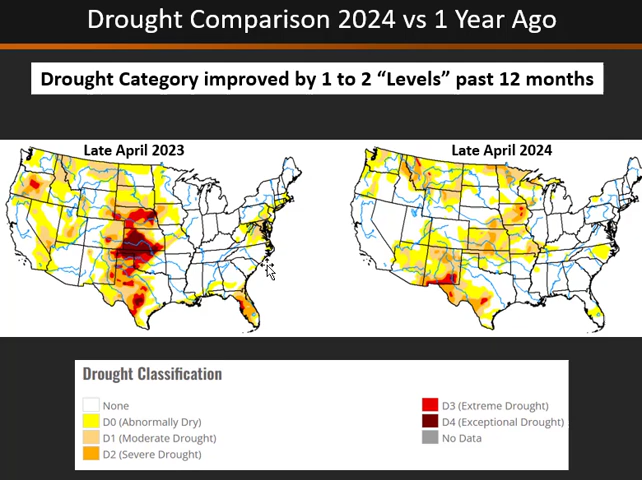 Drought Comparison 2024 vs 1 Year Ago
Drought Category improved by 1 to 2 “Levels” past 12 months
Late April 2023
Late April 2024
Drought Classification
None
D0 (Abnormally Dry)
D1 (Moderate Drought)
D2 (Severe Drought)
D3 (Extreme Drought)
D4 (Exceptional Drought)
No Data